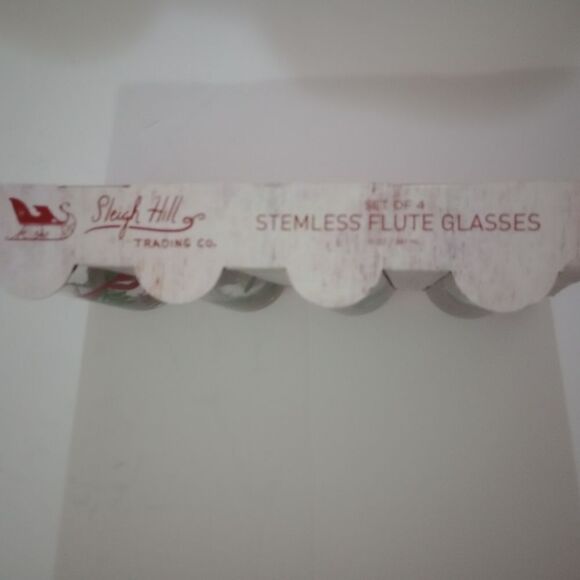 Sleigh Hill
TRADING CO.
SET OF 4
STEMLESS FLUTE GLASSES